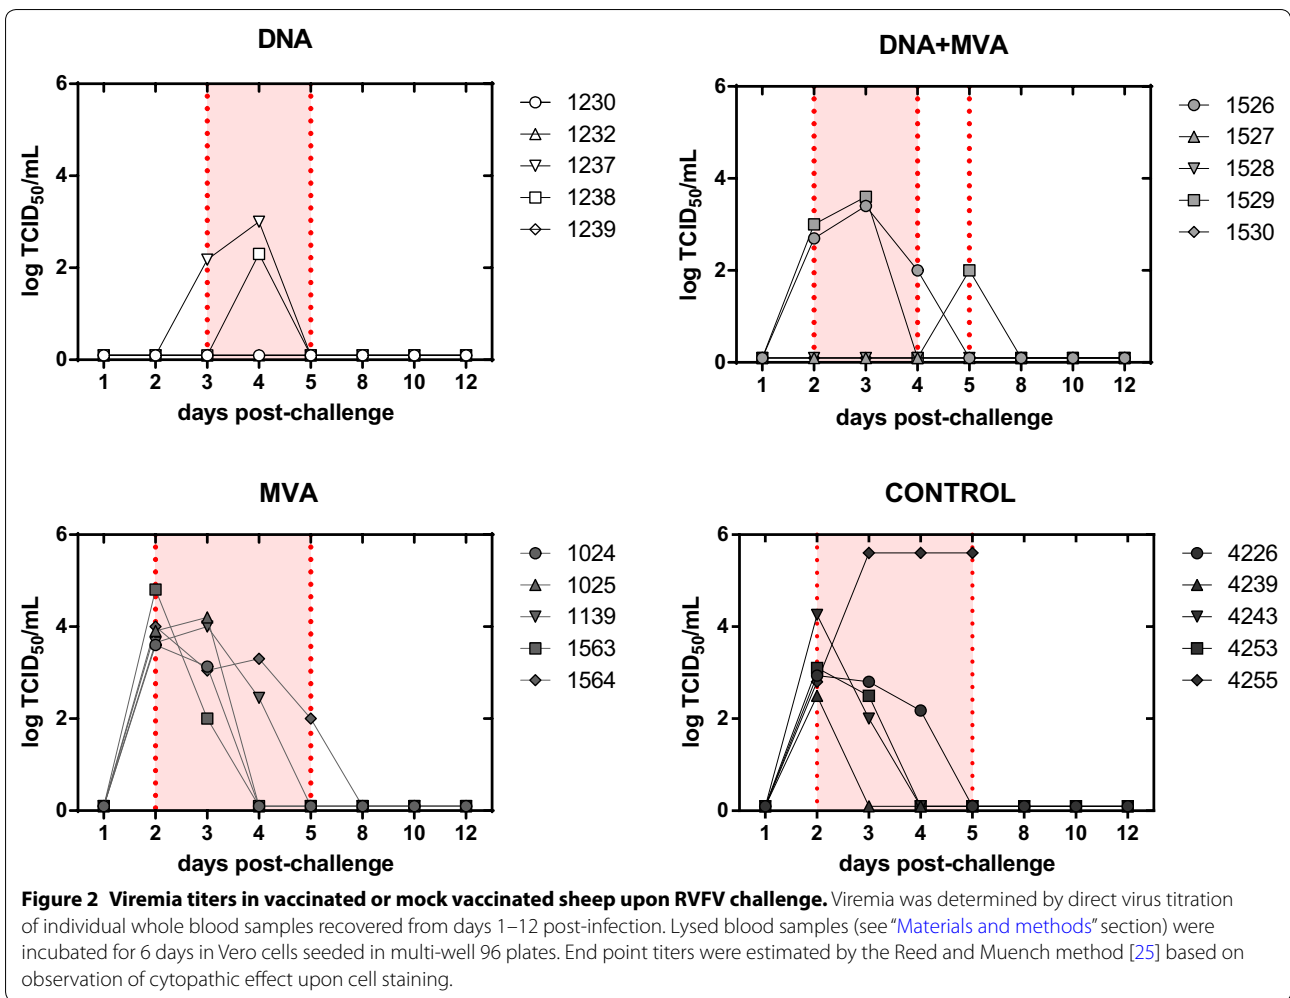 DNA
6
4
2
0
log TCID50/mL
1 2 3 4 5 8 10 12
days post-challenge
1230
1232
1237
1238
1239
DNA+MVA
6
4
2
0
log TCID50/mL
1 2 3 4 5 8 10 12
days post-challenge
1526
1527
1528
1529
1530
MVA
6
4
2
0
log TCID50/mL
1 2 3 4 5 8 10 12
days post-challenge
1024
1025
1139
1563
1564
CONTROL
6
4
2
0
log TCID50/mL
1 2 3 4 5 8 10 12
days post-challenge
4226
4239
4243
4253
4255
Figure 2 Viremia titers in vaccinated or mock vaccinated sheep upon RVFV challenge. Viremia was determined by direct virus titration
of individual whole blood samples recovered from days 1–12 post-infection. Lysed blood samples (see “Materials and methods” section) were
incubated for 6 days in Vero cells seeded in multi-well 96 plates. End point titers were estimated by the Reed and Muench method [25] based on
observation of cytopathic effect upon cell staining.